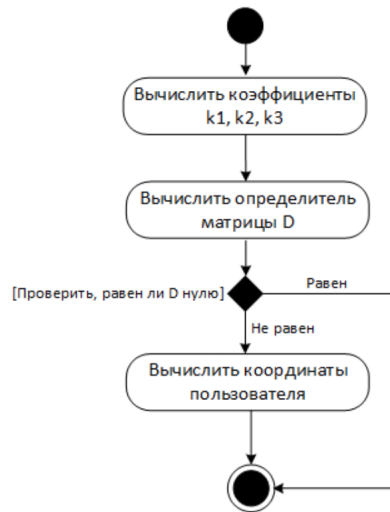 Вычислить коэффициенты
k1, k2, k3
Вычислить определитель
матрицы D
[Проверить, равен ли D нулю]
Равен
Не равен
Вычислить координаты
пользователя